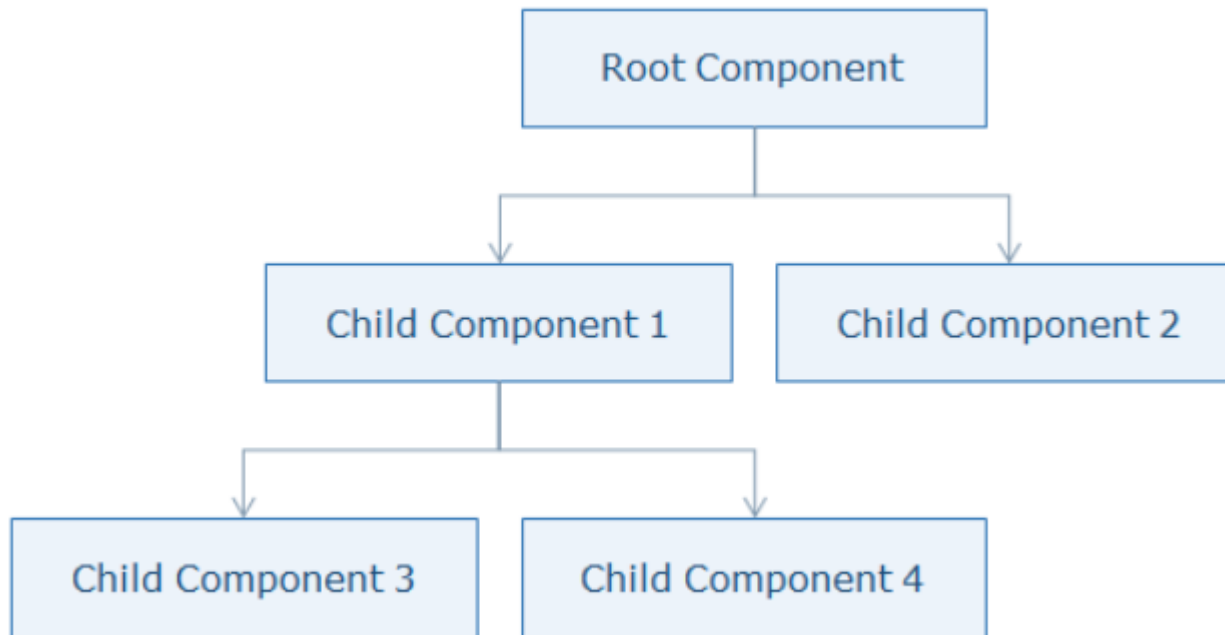 Root Component
Child Component 1
Child Component 2
Child Component 3
Child Component 4